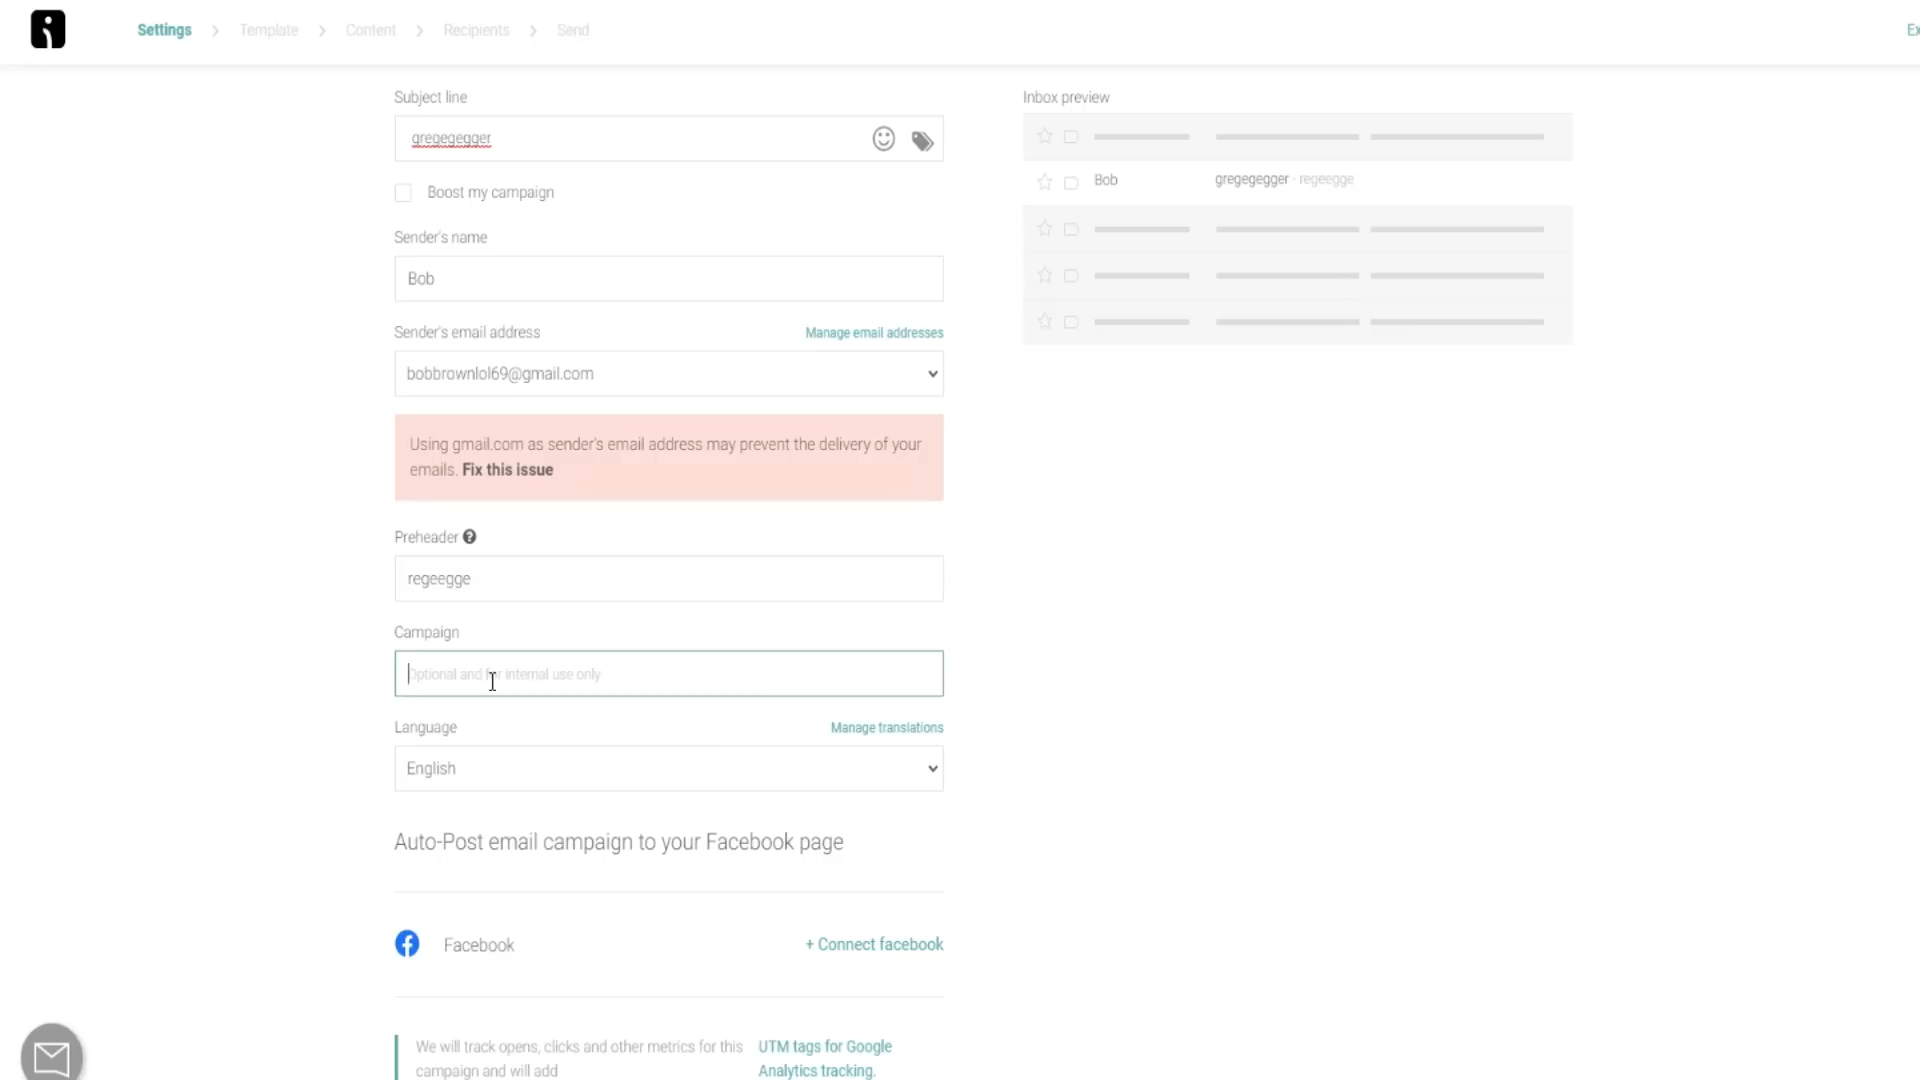 Settings > Template > Content > Recipients > Send
Subject line
gregegegger
Boost my campaign
Sender's name
Bob
Sender's email address
Manage email addresses
bobbrownlol69@gmail.com
Using gmail.com as sender's email address may prevent the delivery of your
emails. Fix this issue
Preheader ?
regeegge
Campaign
Optional and for internal use only
Language
Manage translations
English
Auto-Post email campaign to your Facebook page
Facebook
+ Connect facebook
We will track opens, clicks and other metrics for this
campaign and will add
UTM tags for Google
Analytics tracking.
Inbox preview
Bob
gregegegger - regeegge